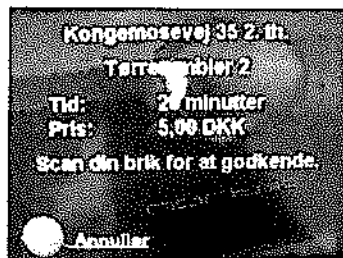 Kongemosevej 35 2. th.
Tørretumbler 2
Tid: 20 minutter
Pris: 5,00 DKK
Scan din brik for at godkende.
Annuller